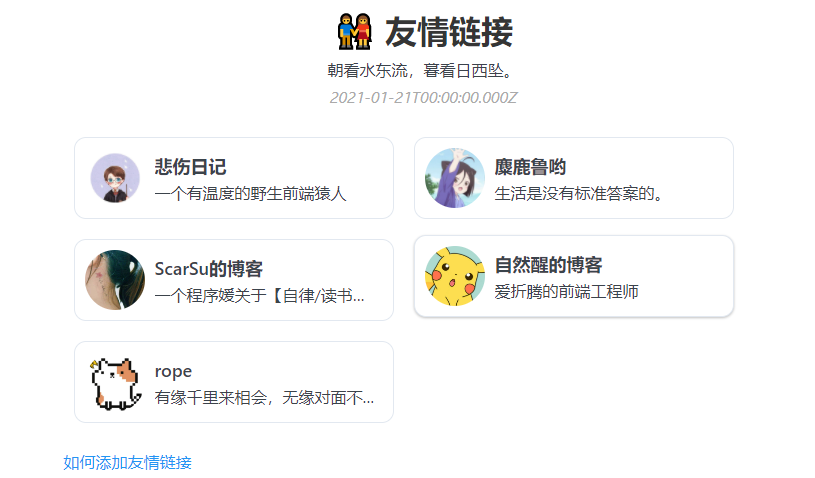 友情链接
朝看水东流，暮看日西坠。
2021-01-21T00:00:00.000Z
悲伤日记
一个有温度的野生前端猿人
麋鹿鲁哟
生活是没有标准答案的。
ScarSu的博客
一个程序媛关于【自律/读书...
自然醒的博客
爱折腾的前端工程师
rope
有缘千里来相会，无缘对面不...
如何添加友情链接